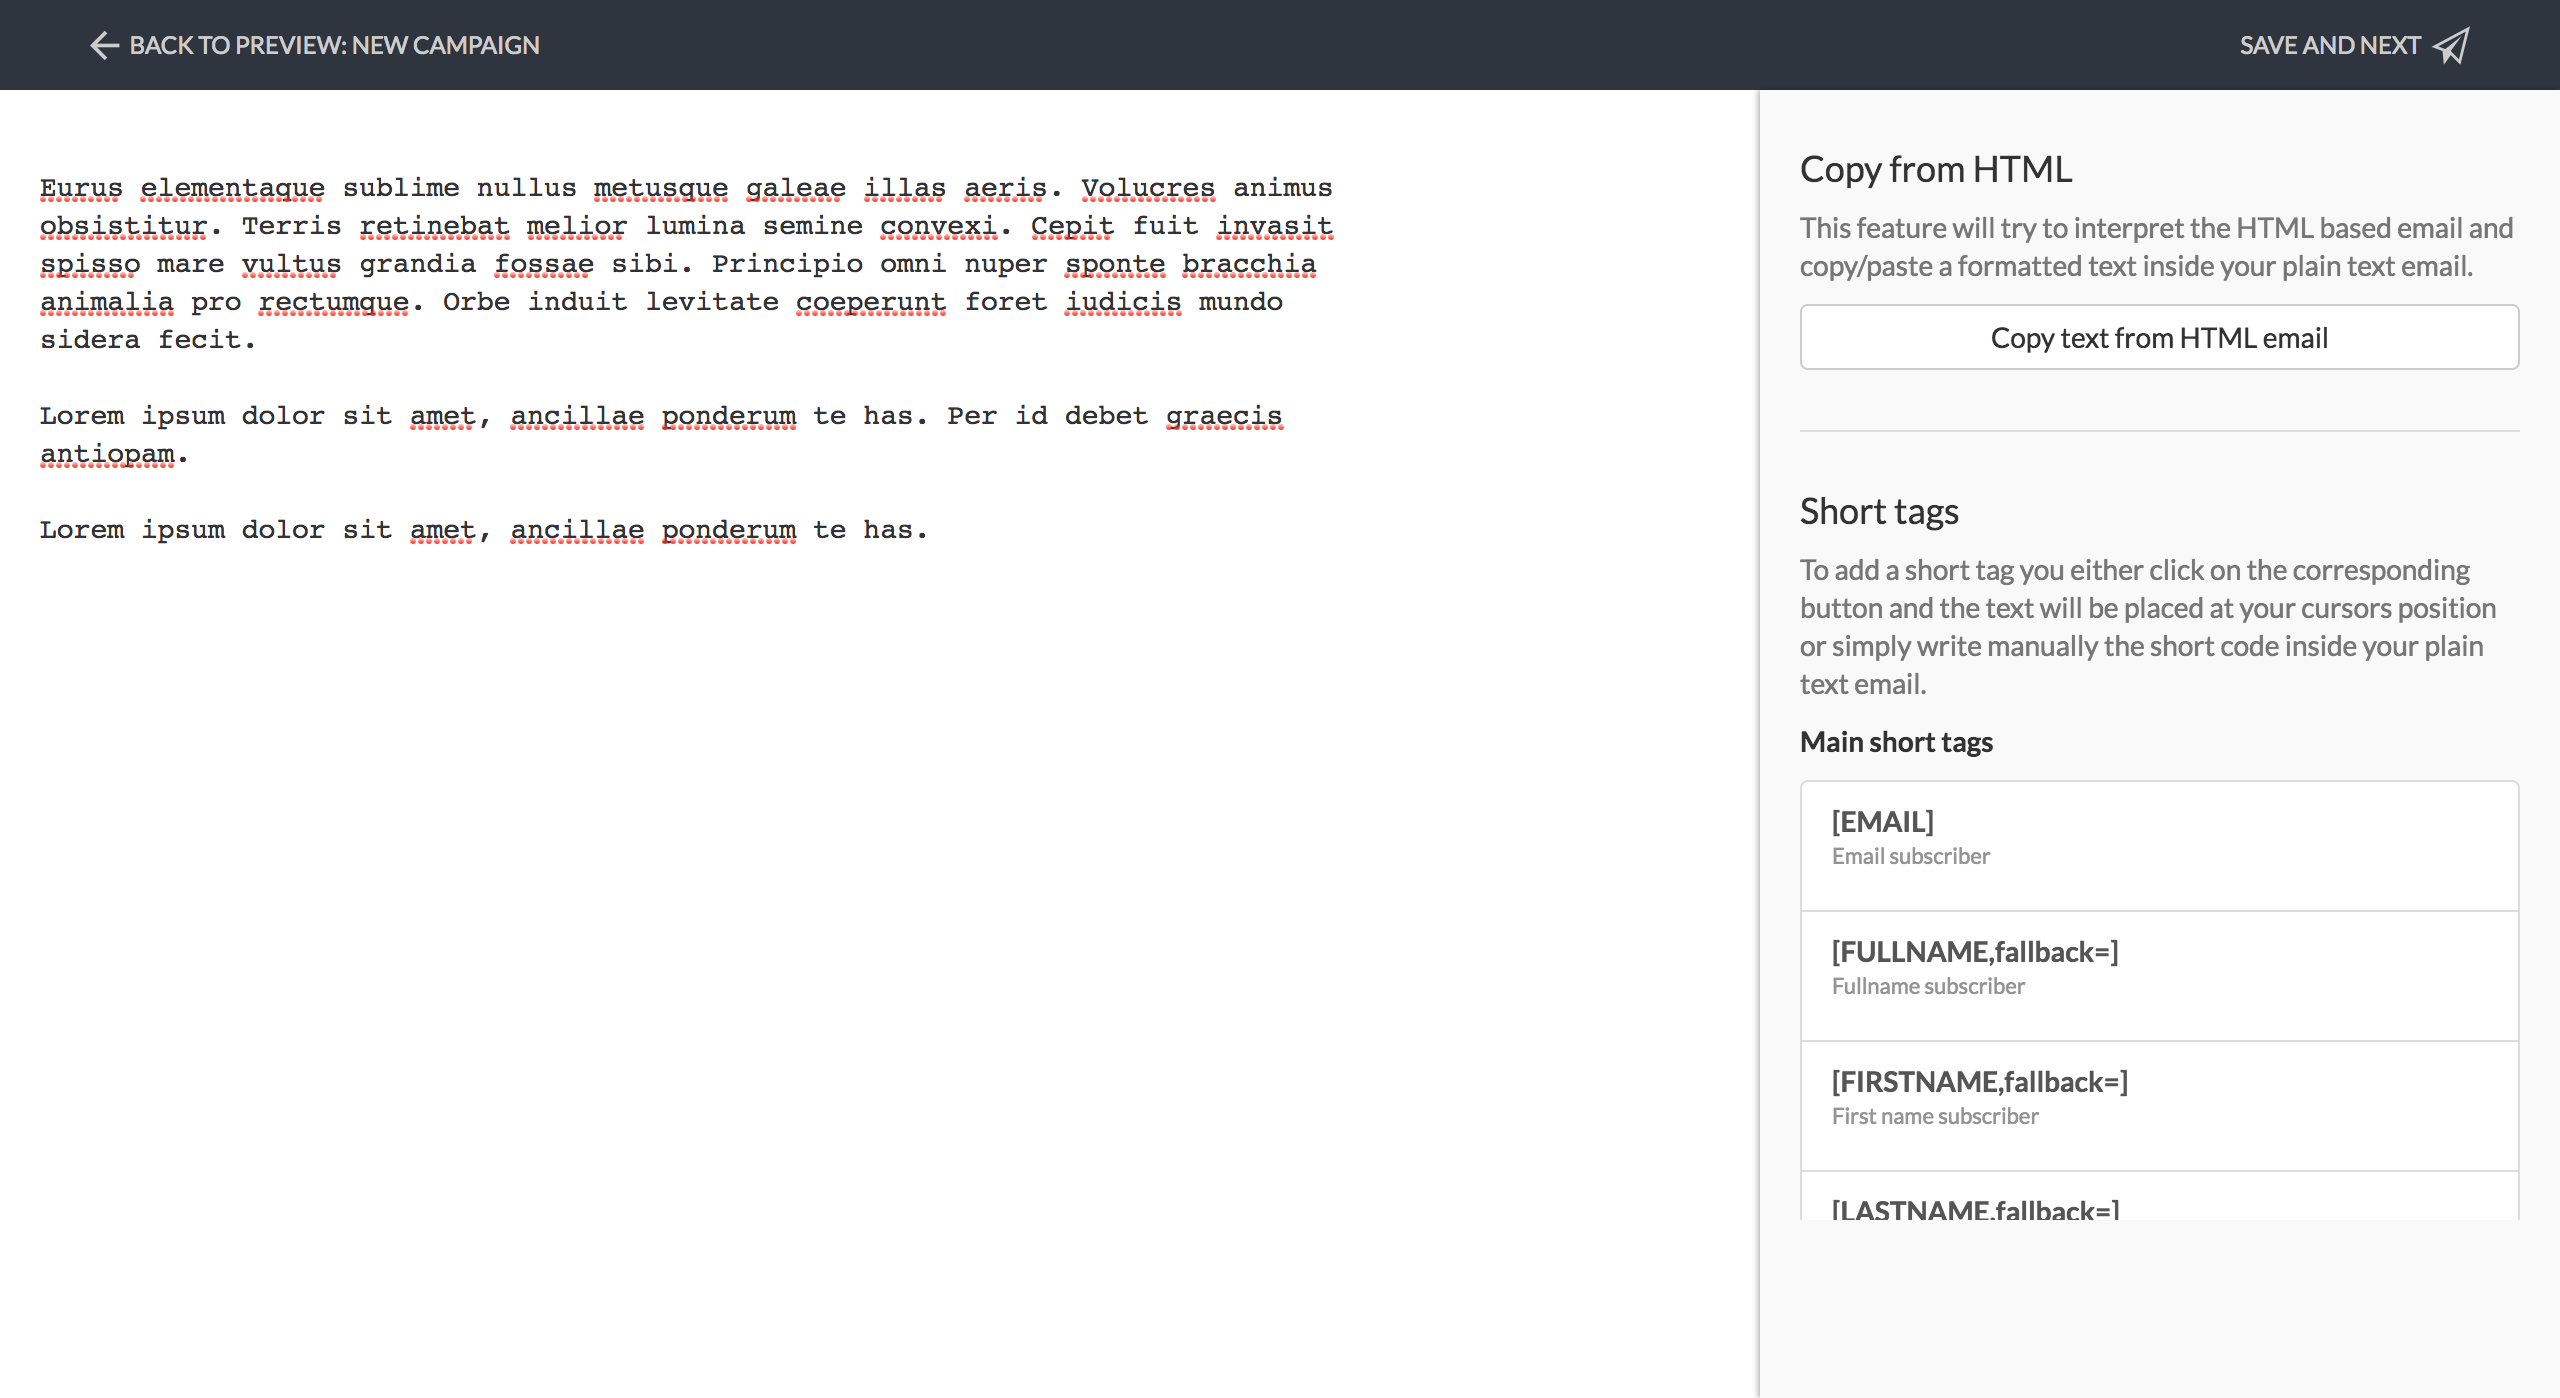 BACK TO PREVIEW: NEW CAMPAIGN
SAVE AND NEXT
Eurus elementaque sublime nullus metusque galeae illas aeris. Volucres animus
obsistitur. Terris retinebat melior lumina semine convexi. Cepit fuit invasit
spisso mare vultus grandia fossae sibi. Principio omni nuper sponte bracchia
animalia pro rectumque. Orbe induit levitate coeperunt foret iudicis mundo
sidera fecit.
Lorem ipsum dolor sit amet, ancillae ponderum te has. Per id debet graecis
antiopam.
Lorem ipsum dolor sit amet, ancillae ponderum te has.
Copy from HTML
This feature will try to interpret the HTML based email and
copy/paste a formatted text inside your plain text email.
Copy text from HTML email
Short tags
To add a short tag you either click on the corresponding
button and the text will be placed at your cursors position
or simply write manually the short code inside your plain
text email.
Main short tags
[EMAIL]
Email subscriber
[FULLNAME,fallback=]
Fullname subscriber
[FIRSTNAME,fallback=]
First name subscriber
[LASTNAME,fallback=]